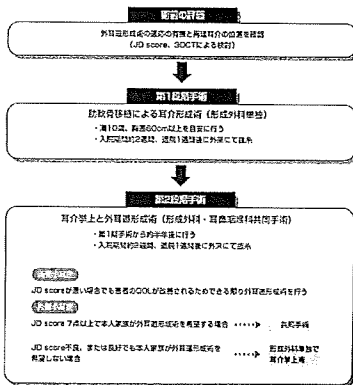 術前の評価
外耳道形成術の適応の有無と再建耳介の位置を確認
(JD score、3DCTによる検討)
第1段階手術
肋軟骨移植による耳介形成術(形成外科単独)
・満10歳、胸囲60cm以上を目安に行う
・入院期間約2週間、退院1週間後に外来にて抜糸
第2段階手術
耳介挙上と外耳道形成術(形成外科・耳鼻咽喉科共同手術)
・第1期手術から約半年後に行う
・入院期間約2週間、退院1週間後に外来にて抜糸
JD scoreが悪い場合でも患者のQOLが改善されるためできる限り外耳道形成術を行う
JD score 7点以上で本人家族が外耳道形成術を希望する場合 共同手術
JD score不良、または良好でも本人家族が外耳道形成術を 形成外科単独で
希望しない場合 耳介挙上術